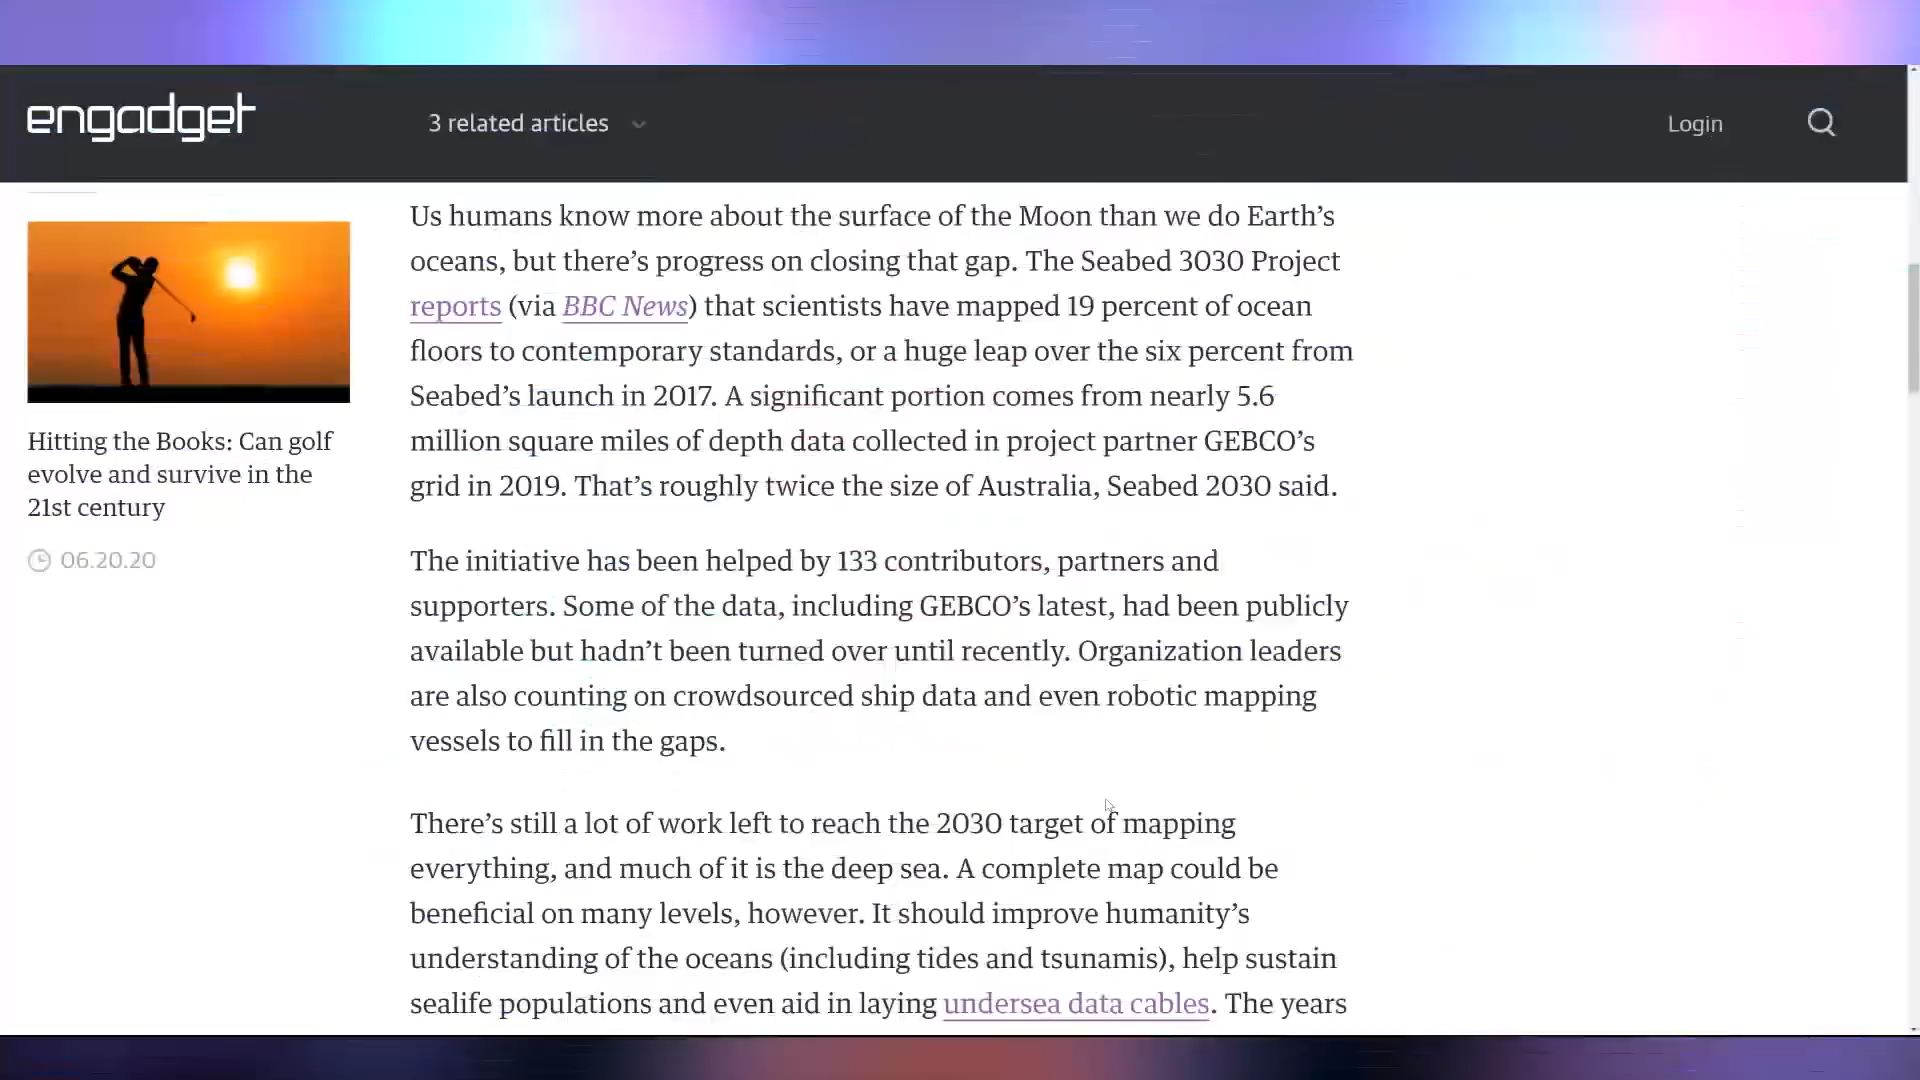 engadget
3 related articles
Login
Hitting the Books: Can golf
evolve and survive in the
21st century
06.20.20
Us humans know more about the surface of the Moon than we do Earth’s
oceans, but there’s progress on closing that gap. The Seabed 3030 Project
reports (via BBC News) that scientists have mapped 19 percent of ocean
floors to contemporary standards, or a huge leap over the six percent from
Seabed’s launch in 2017. A significant portion comes from nearly 5.6
million square miles of depth data collected in project partner GEBCO’s
grid in 2019. That’s roughly twice the size of Australia, Seabed 2030 said.
The initiative has been helped by 133 contributors, partners and
supporters. Some of the data, including GEBCO’s latest, had been publicly
available but hadn’t been turned over until recently. Organization leaders
are also counting on crowdsourced ship data and even robotic mapping
vessels to fill in the gaps.
There’s still a lot of work left to reach the 2030 target of mapping
everything, and much of it is the deep sea. A complete map could be
beneficial on many levels, however. It should improve humanity’s
understanding of the oceans (including tides and tsunamis), help sustain
sealife populations and even aid in laying undersea data cables. The years